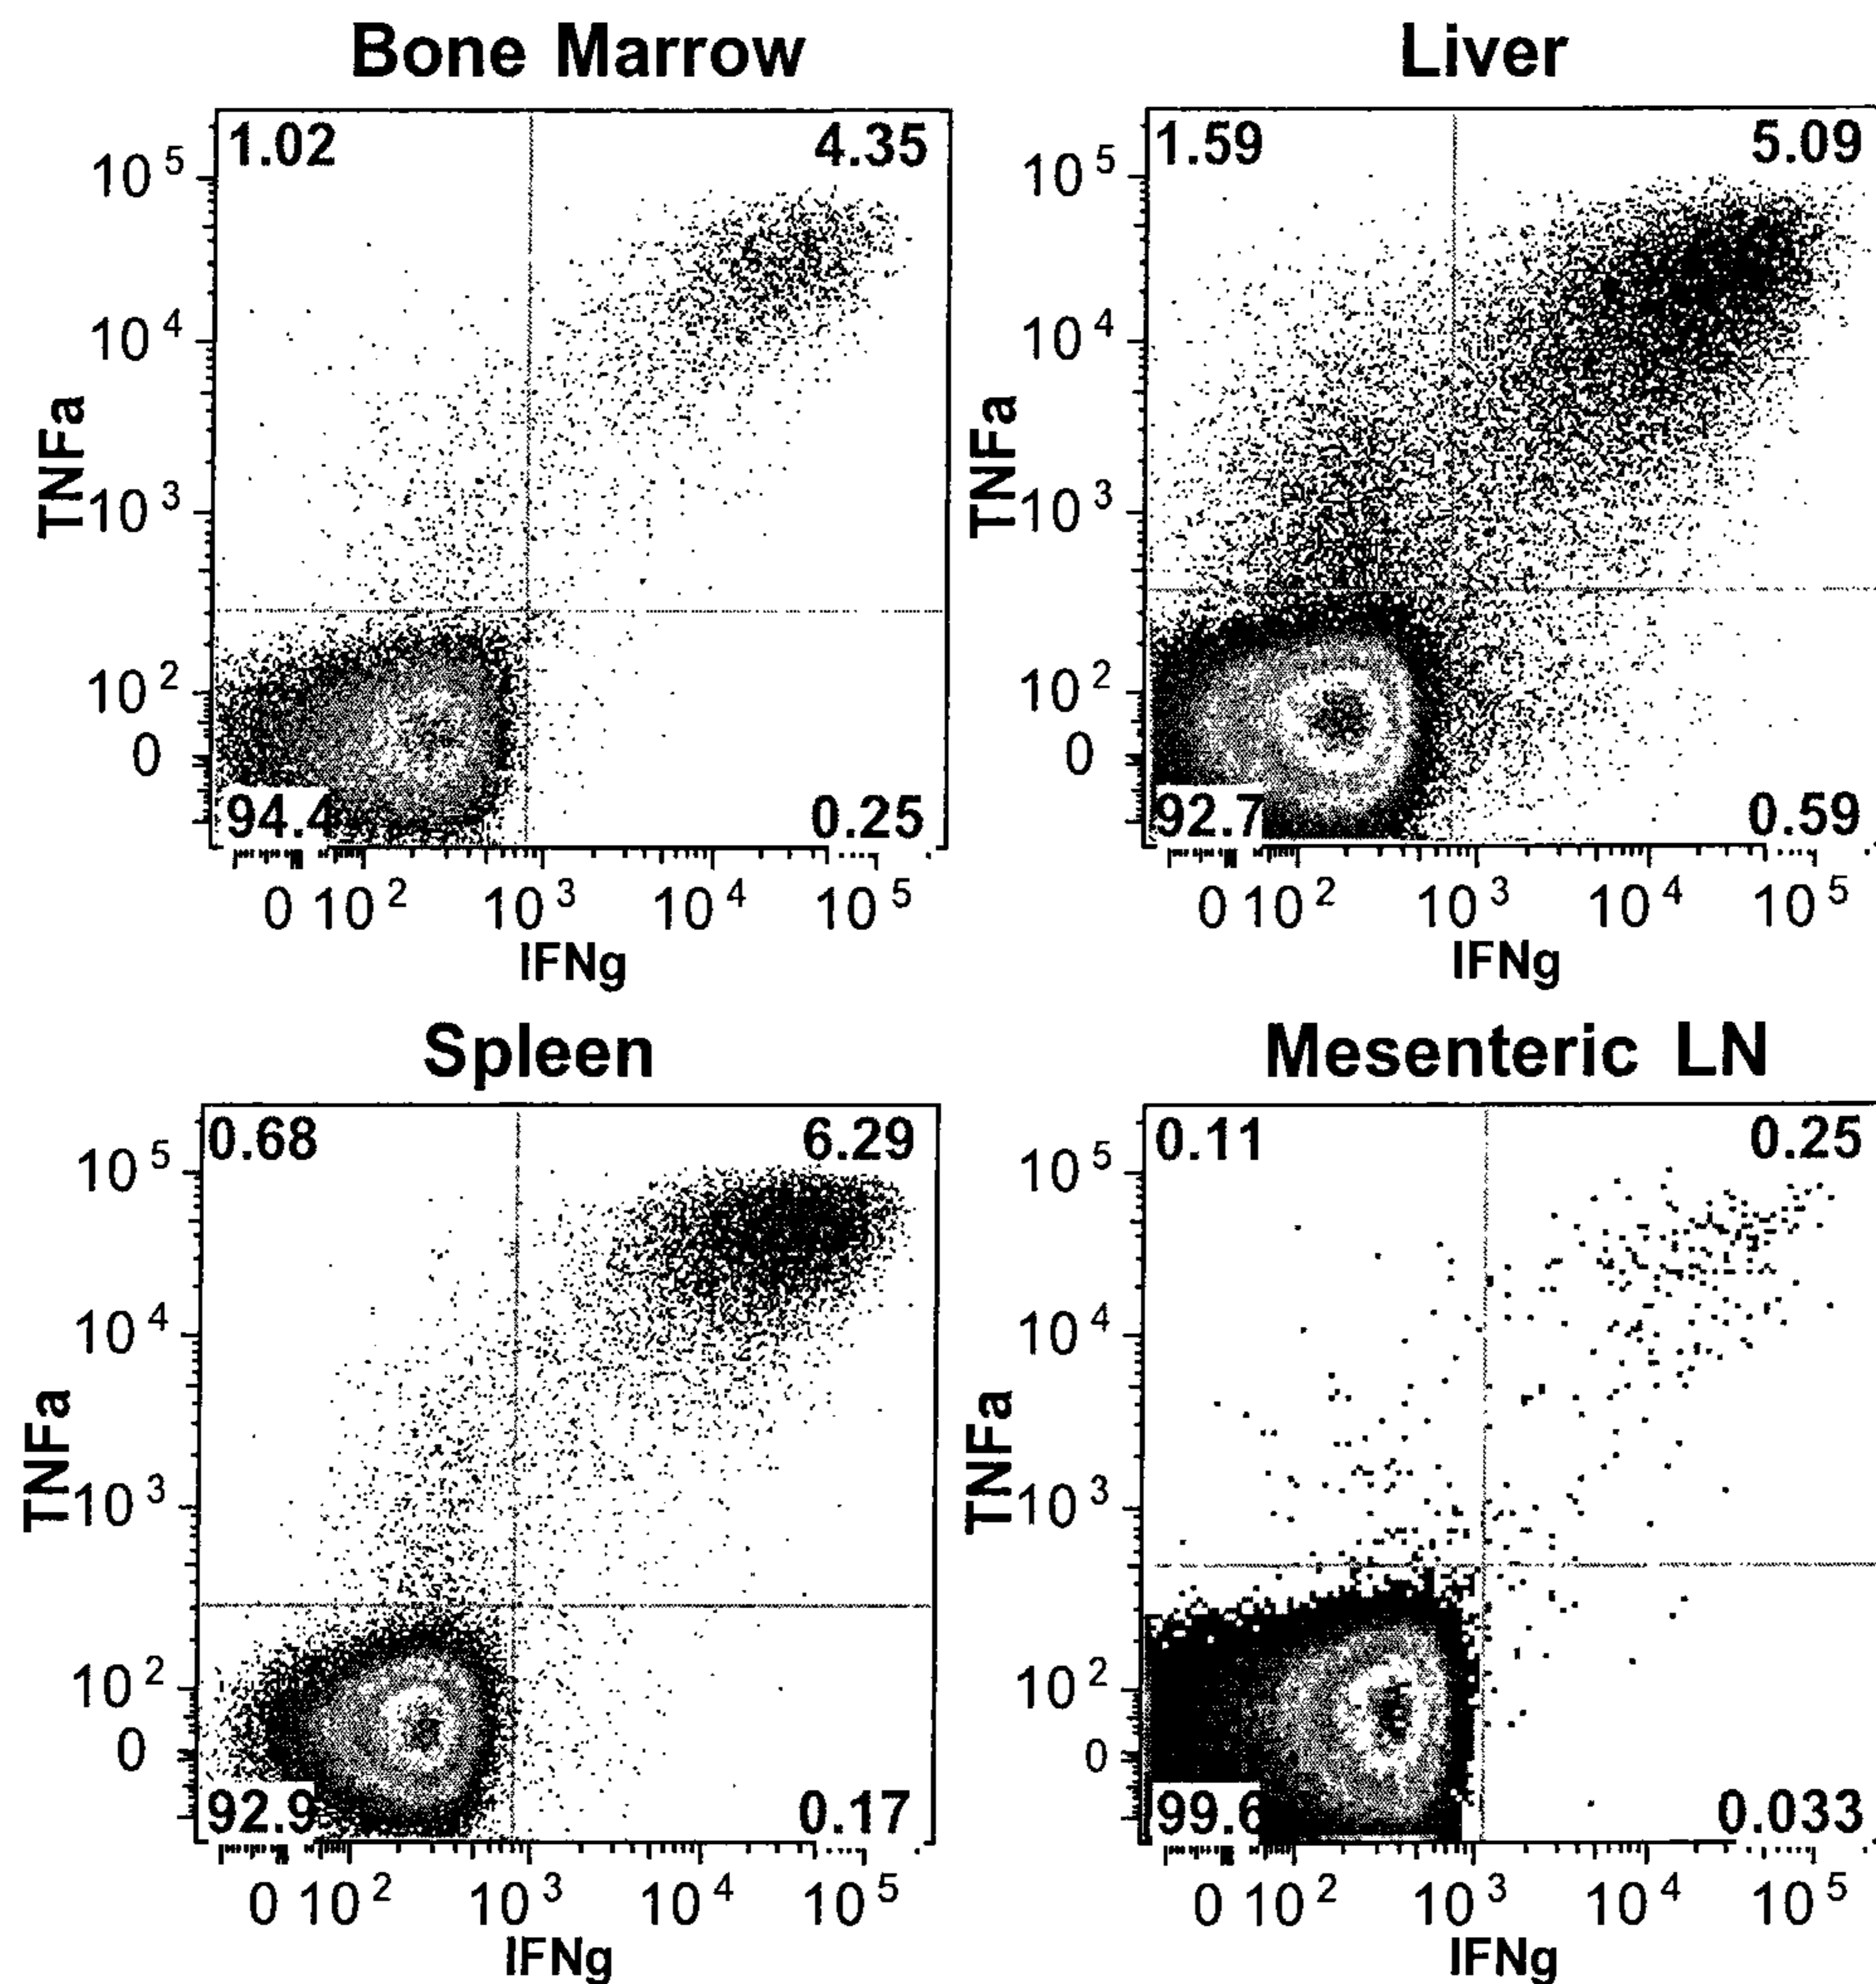 Bone Marrow
1.02 4.35
10^5
10^4
10^3
10^2
0
TNFa
94.4 0.25
0 10^2 10^3 10^4 10^5
IFNg
Liver
1.59 5.09
10^5
10^4
10^3
10^2
0
TNFa
92.7 0.59
0 10^2 10^3 10^4 10^5
IFNg
Spleen
0.68 6.29
10^5
10^4
10^3
10^2
0
TNFa
92.9 0.17
0 10^2 10^3 10^4 10^5
IFNg
Mesenteric LN
0.11 0.25
10^5
10^4
10^3
10^2
0
TNFa
99.6 0.033
0 10^2 10^3 10^4 10^5
IFNg